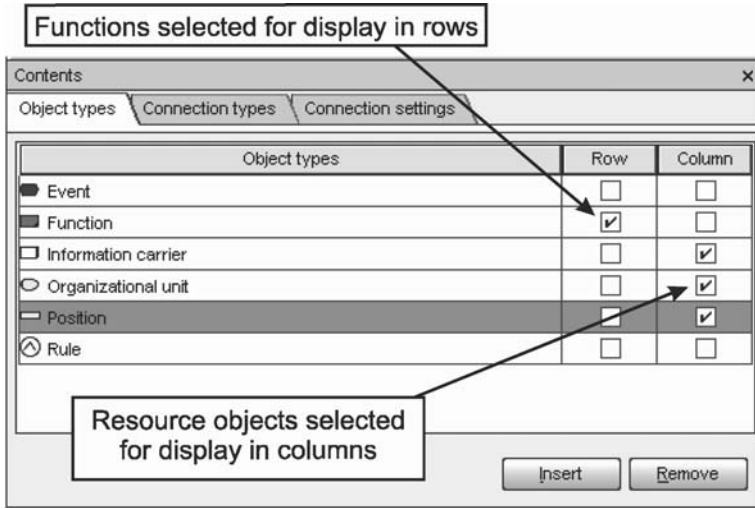 Functions selected for display in rows
Contents x
Object types Connection types Connection settings
Object types Row Column
Event
Function
Information carrier
Organizational unit
Position
Rule
Resource objects selected
for display in columns
Insert Remove